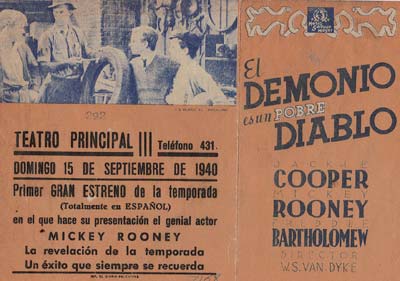 292
TEATRO PRINCIPAL ||| Teléfono 431.
DOMINGO 15 DE SEPTIEMBRE DE 1940
Primer GRAN ESTRENO de la temporada
(Totalmente en ESPAÑOL)
en el que hace su presentación el genial actor
"MICKEY ROONEY
La revelación de la temporada
Un éxito que siempre se recuerda
El
DEMONIO
es un POBRE
DIABLO
JACKIE
COOPER
MICKEY
ROONEY
FREDDIE
BARTHOLOMEW
DIRECTOR
W.S. VAN DYKE